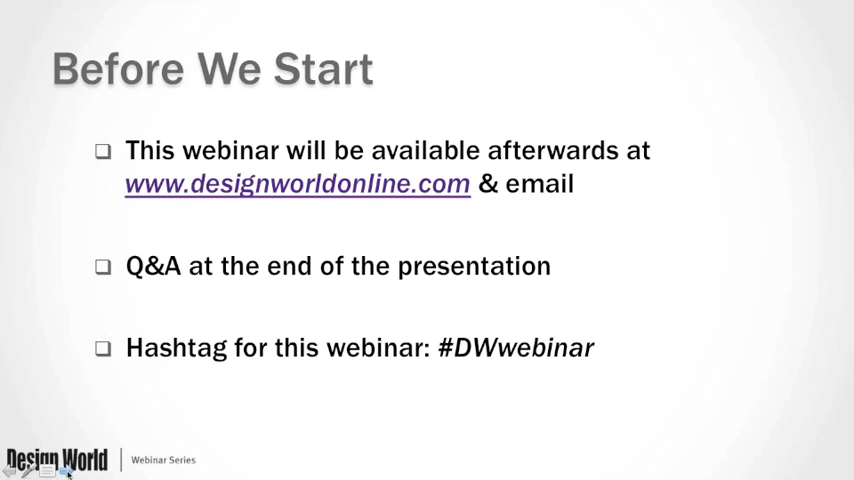 Before We Start
This webinar will be available afterwards at
www.designworldonline.com & email
Q&A at the end of the presentation
Hashtag for this webinar: #DWwebinar
Design World
Webinar Series